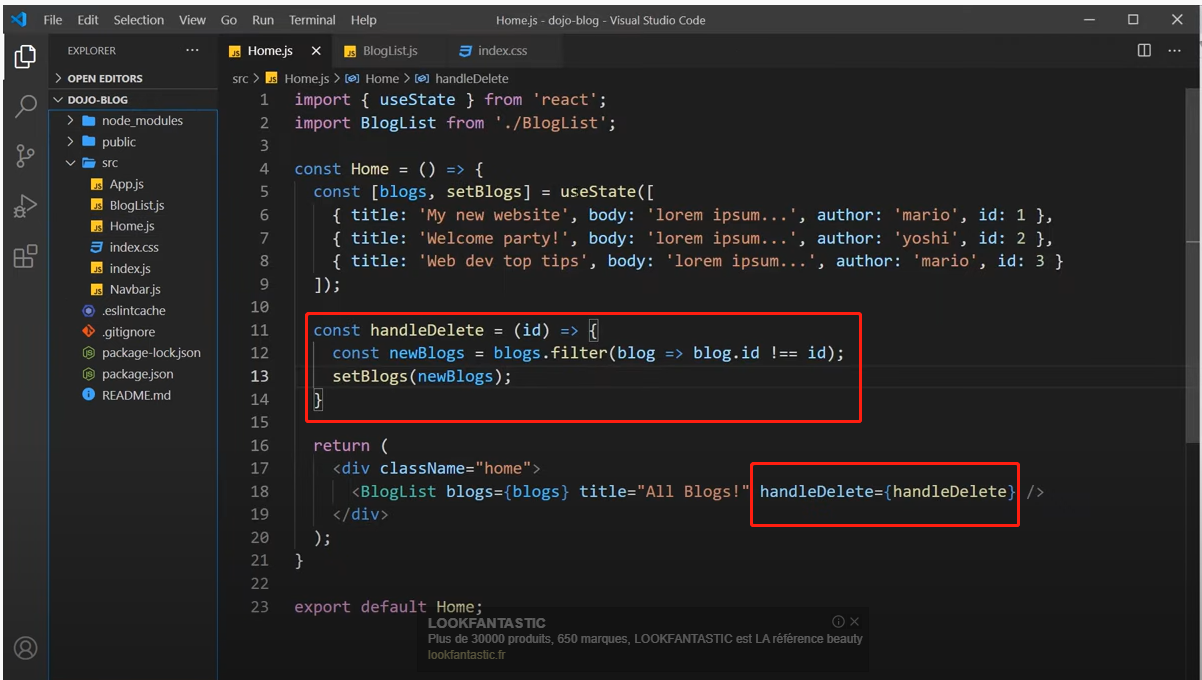 File Edit Selection View Go Run Terminal Help Home.js - dojo-blog - Visual Studio Code
EXPLORER ···
Home.js BlogList.js index.css
OPEN EDITORS
DOJO-BLOG
node_modules
public
src
App.js
BlogList.js
Home.js
index.css
index.js
Navbar.js
.eslintcache
.gitignore
package-lock.json
package.json
README.md
src > Home.js > Home > handleDelete
1 import { useState } from 'react';
2 import BlogList from './BlogList';
3
4 const Home = () => {
5 const [blogs, setBlogs] = useState([
6 { title: 'My new website', body: 'lorem ipsum...', author: 'mario', id: 1 },
7 { title: 'Welcome party!', body: 'lorem ipsum...', author: 'yoshi', id: 2 },
8 { title: 'Web dev top tips', body: 'lorem ipsum...', author: 'mario', id: 3 }
9 ]);
10
11 const handleDelete = (id) => {
12 const newBlogs = blogs.filter(blog => blog.id !== id);
13 setBlogs(newBlogs);
14 }
15
16 return (
17 <div className="home">
18 <BlogList blogs={blogs} title="All Blogs!" handleDelete={handleDelete} />
19 </div>
20 );
21 }
22
23 export default Home;
LOOKFANTASTIC
Plus de 30000 produits, 650 marques, LOOKFANTASTIC est LA référence beauty
lookfantastic.fr